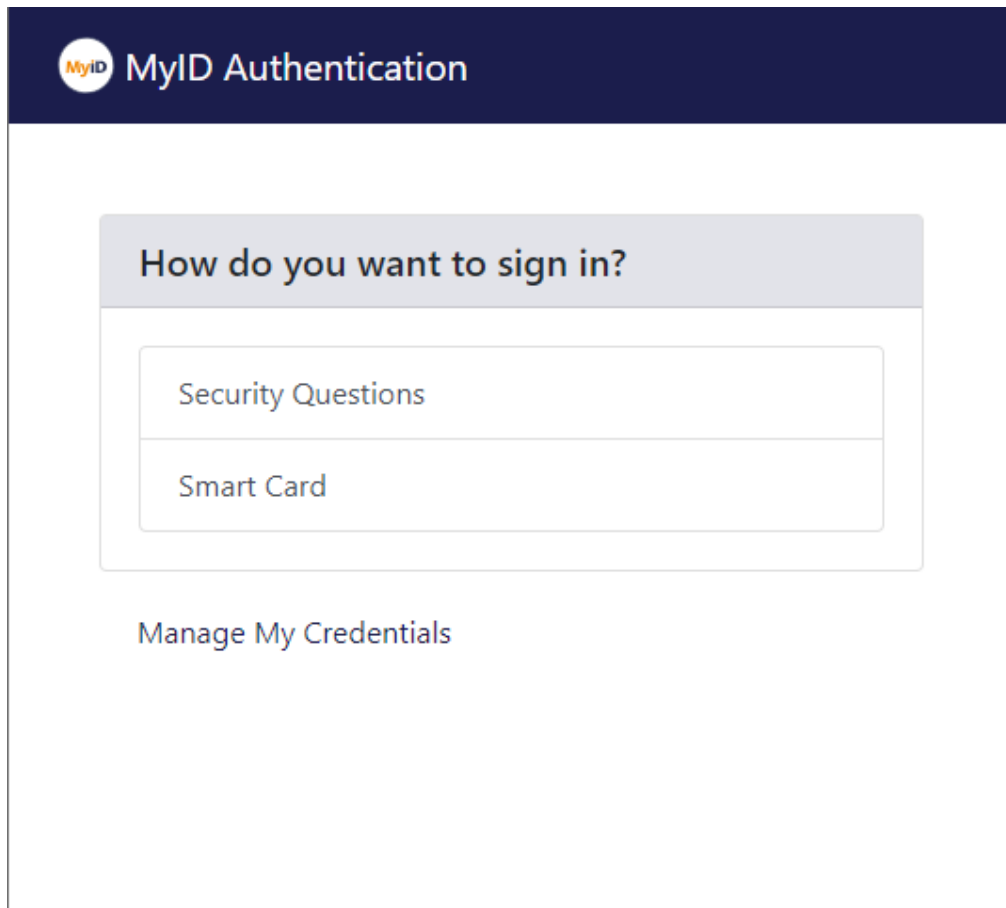 MyID MyID Authentication
How do you want to sign in?
Security Questions
Smart Card
Manage My Credentials